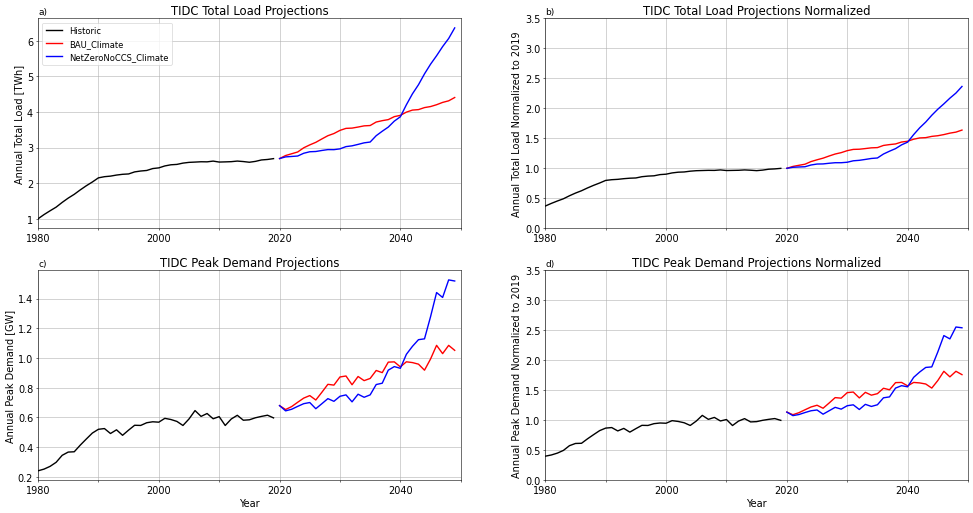 a)
TIDC Total Load Projections
Annual Total Load [TWh]
6
5
4
3
2
1
Historic
BAU_Climate
NetZeroNoCCS_Climate
1980
2000
2020
2040
b)
TIDC Total Load Projections Normalized
Annual Total Load Normalized to 2019
3.5
3.0
2.5
2.0
1.5
1.0
0.5
0.0
1980
2000
2020
2040
c)
TIDC Peak Demand Projections
Annual Peak Demand [GW]
1.4
1.2
1.0
0.8
0.6
0.4
0.2
1980
2000
2020
2040
Year
d)
TIDC Peak Demand Projections Normalized
Annual Peak Demand Normalized to 2019
3.5
3.0
2.5
2.0
1.5
1.0
0.5
0.0
1980
2000
2020
2040
Year